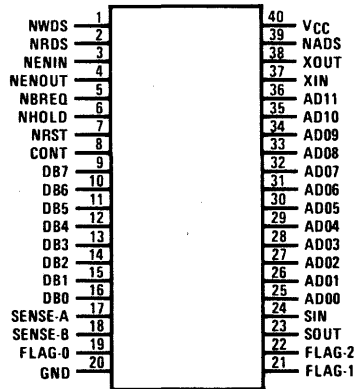 NWDS 1 40 VCC
NRDS 2 39 NADS
NENIN 3 38 XOUT
NENOUT 4 37 XIN
NBREQ 5 36 AD11
NHOLD 6 35 AD10
NRST 7 34 AD09
CONT 8 33 AD08
DB7 9 32 AD07
DB6 10 31 AD06
DB5 11 30 AD05
DB4 12 29 AD04
DB3 13 28 AD03
DB2 14 27 AD02
DB1 15 26 AD01
DB0 16 25 AD00
SENSE-A 17 24 SIN
SENSE-B 18 23 SOUT
FLAG-0 19 22 FLAG-2
GND 20 21 FLAG-1